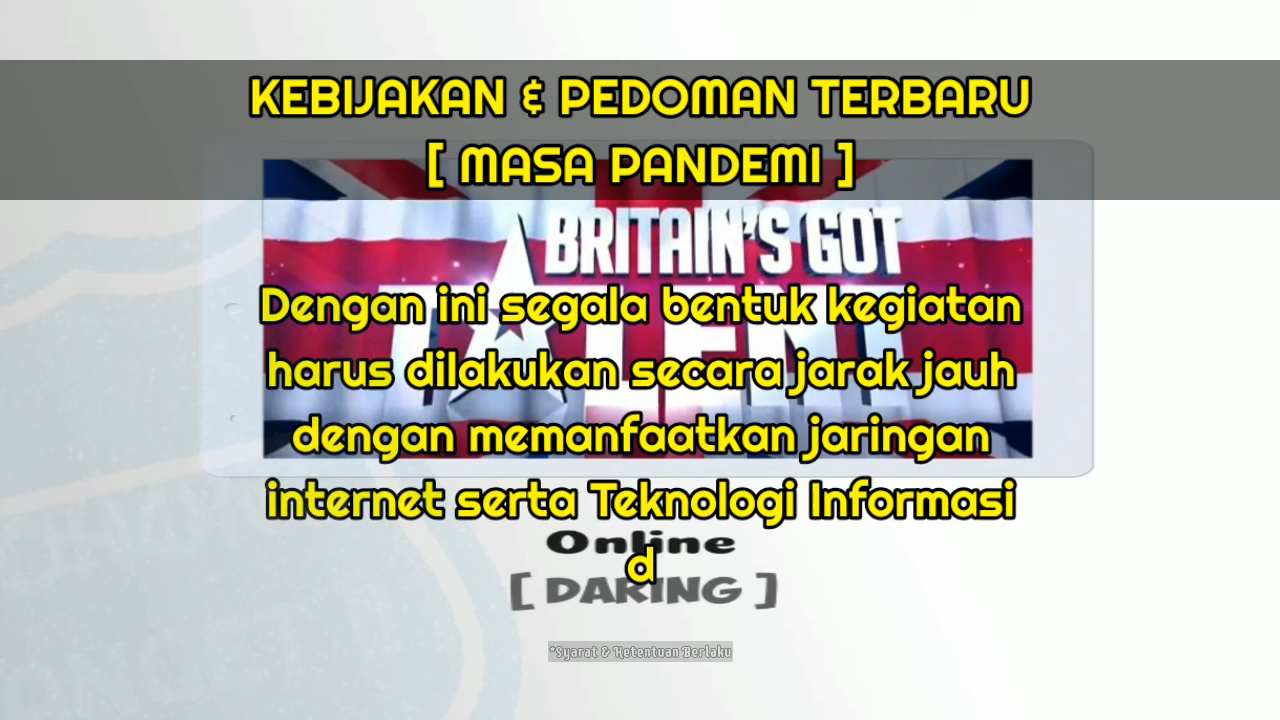 KEBIJAKAN & PEDOMAN TERBARU
[ MASA PANDEMI ]
BRITAIN'S GOT
TALENT
Dengan ini segala bentuk kegiatan
harus dilakukan secara jarak jauh
dengan memanfaatkan jaringan
internet serta Teknologi Informasi
d
Online
[ DARING ]
*Syarat & Ketentuan Berlaku